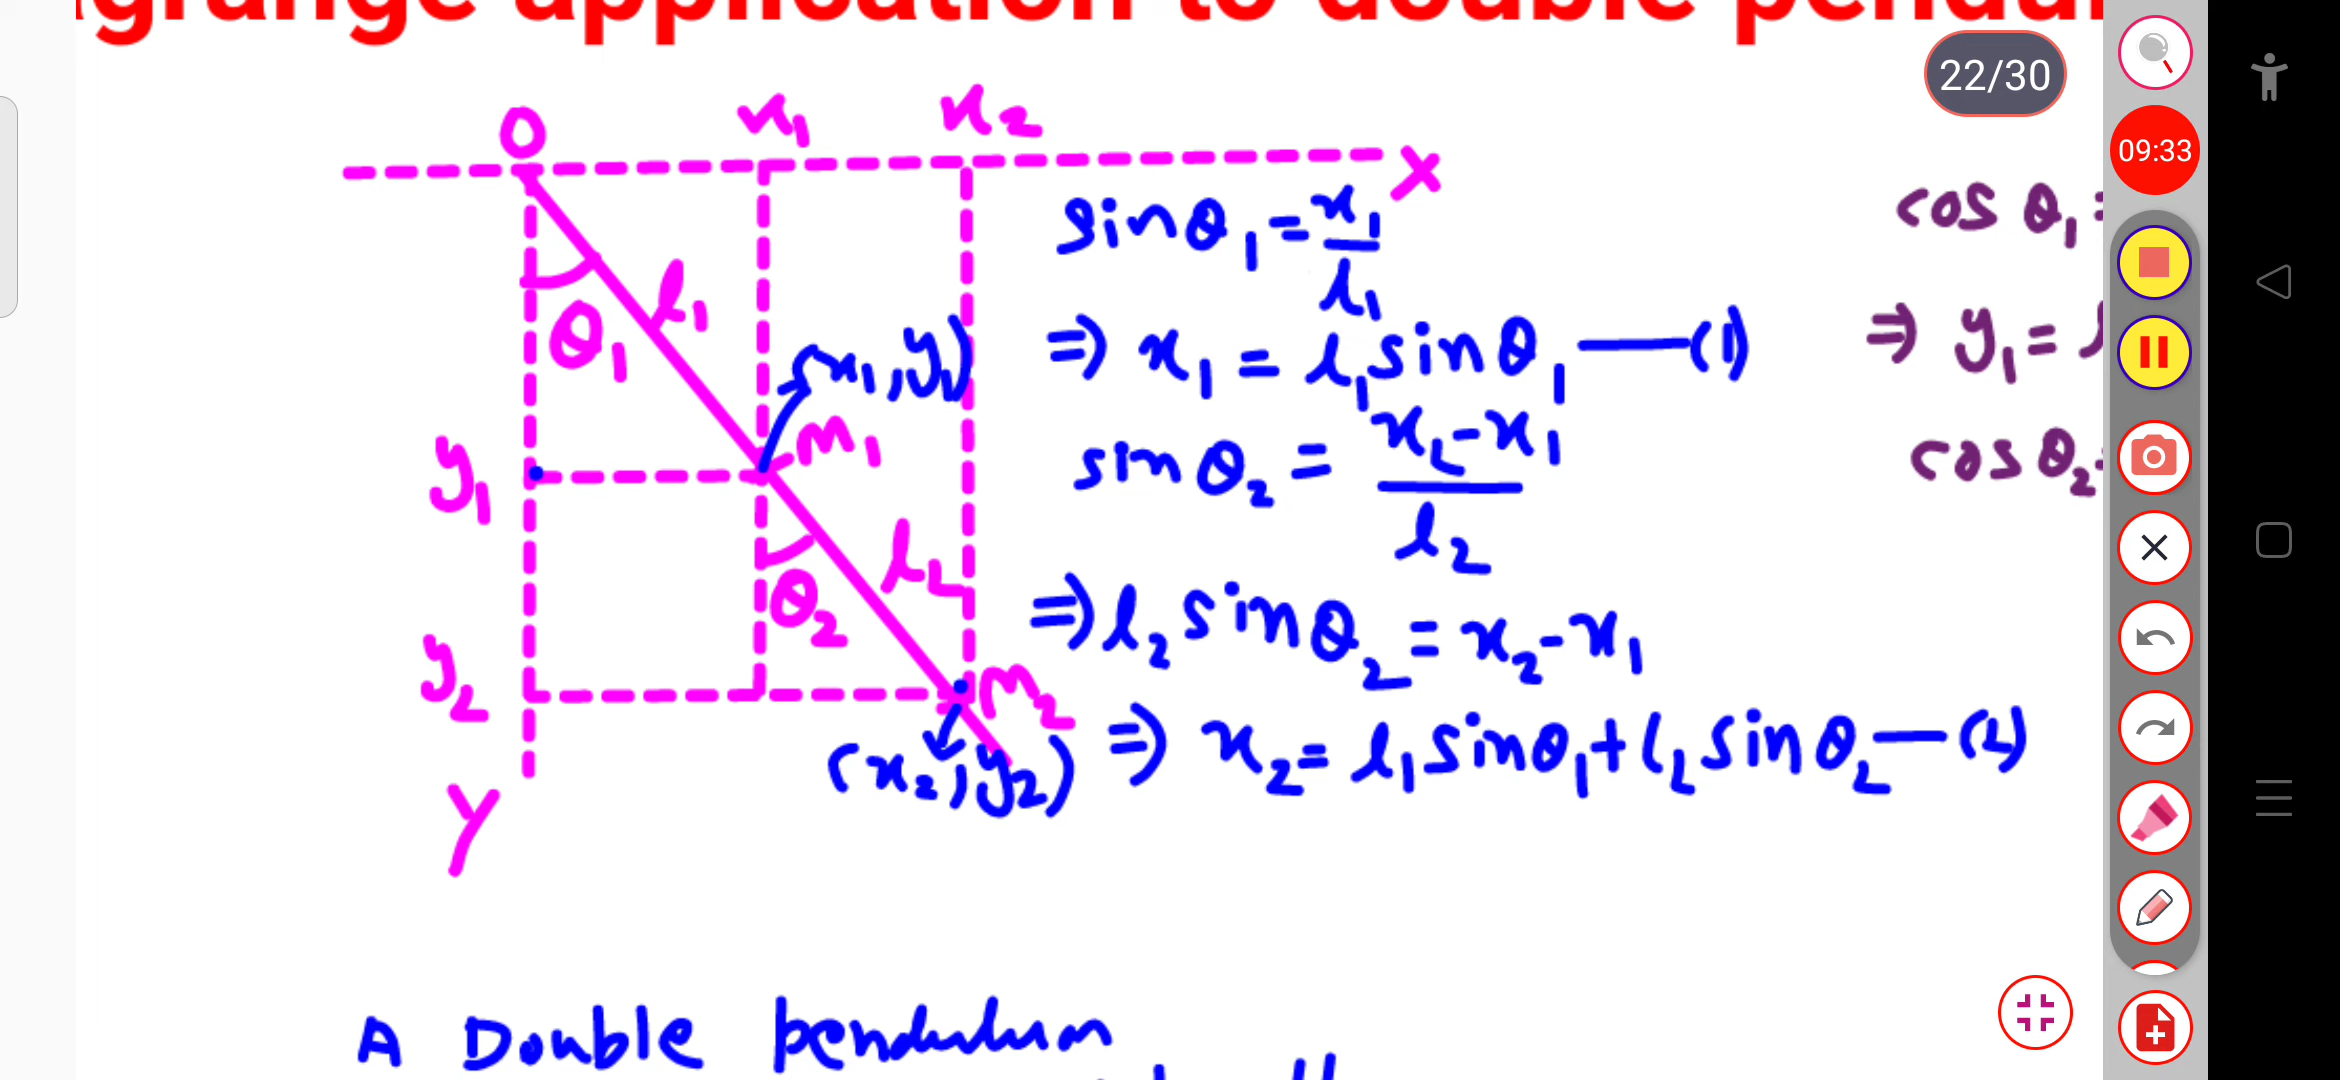 grange application to double pendu
22/30
09:33
O x₁ x₂ X
sinθ₁ = x₁/l₁
cos θ₁ =
θ₁ l₁ (x₁, y₁)
⇒ x₁ = l₁ sinθ₁ —(1)
⇒ y₁ = l
y₁ m₁
sinθ₂ = x₂-x₁/l₂
cosθ₂
θ₂ l₂
⇒ l₂ sinθ₂ = x₂-x₁
y₂ m₂
(x₂, y₂)
⇒ x₂ = l₁ sinθ₁ + l₂ sinθ₂ —(2)
Y
A Double pendulum